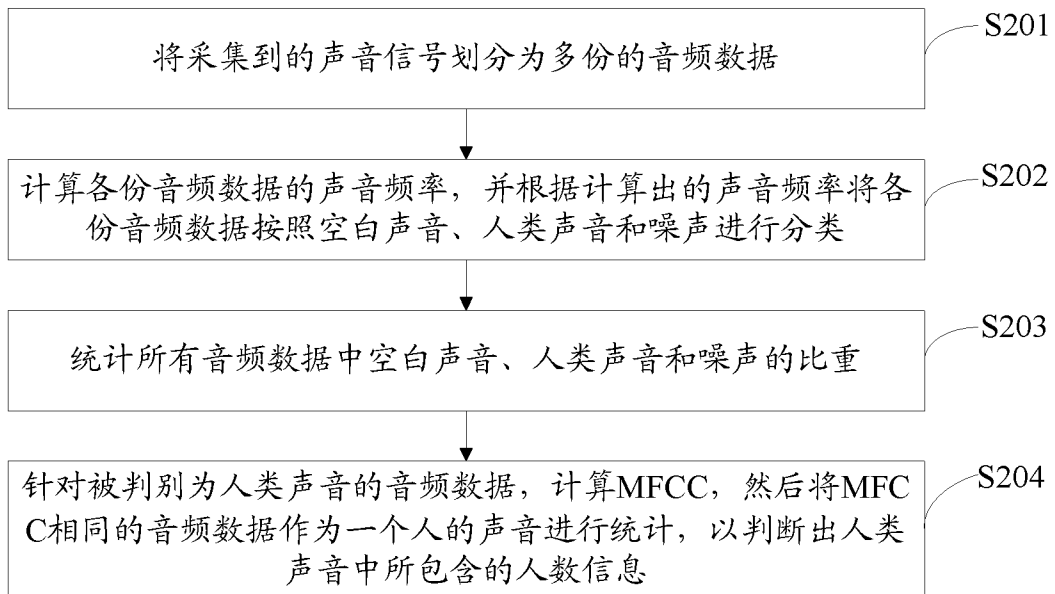 将采集到的声音信号划分为多份的音频数据
S201
计算各份音频数据的声音频率，并根据计算出的声音频率将各
份音频数据按照空白声音、人类声音和噪声进行分类
S202
统计所有音频数据中空白声音、人类声音和噪声的比重
S203
针对被判别为人类声音的音频数据，计算MFCC，然后将MFC
C相同的音频数据作为一个人的声音进行统计，以判断出人类
声音中所包含的人数信息
S204